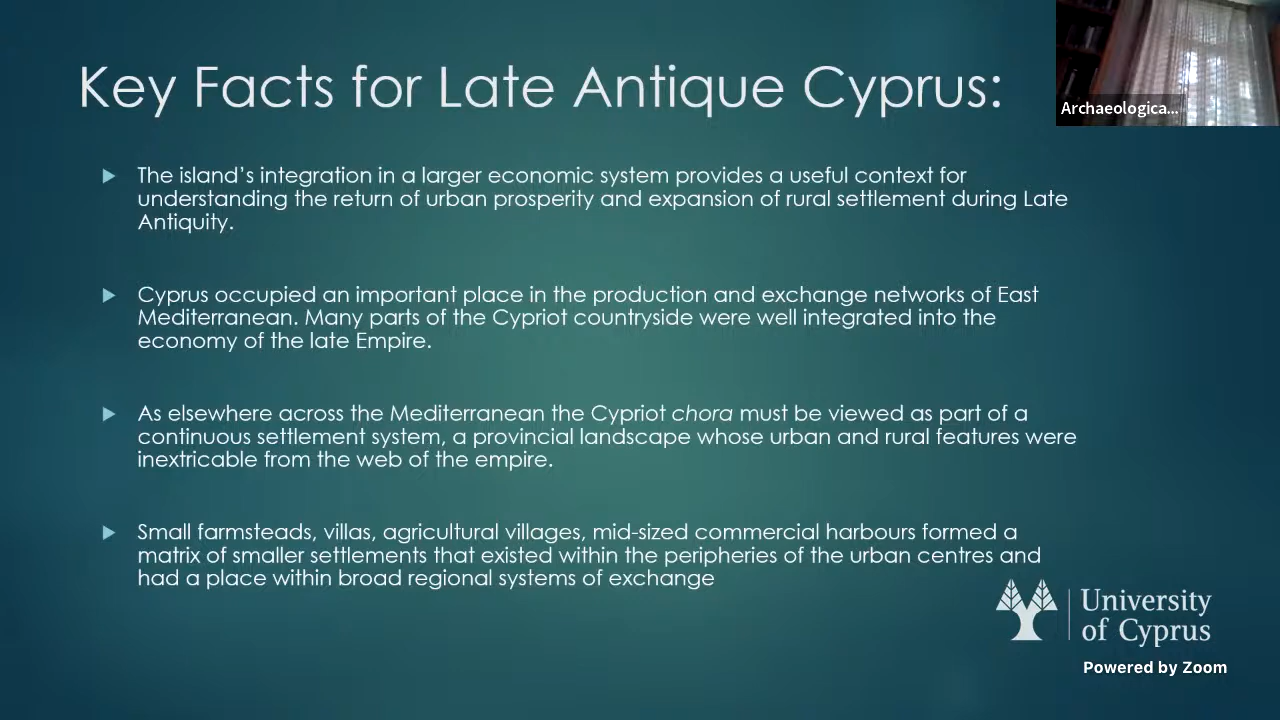 Key Facts for Late Antique Cyprus:
Archaeologica...
The island's integration in a larger economic system provides a useful context for
understanding the return of urban prosperity and expansion of rural settlement during Late
Antiquity.
Cyprus occupied an important place in the production and exchange networks of East
Mediterranean. Many parts of the Cypriot countryside were well integrated into the
economy of the late Empire.
As elsewhere across the Mediterranean the Cypriot chora must be viewed as part of a
continuous settlement system, a provincial landscape whose urban and rural features were
inextricable from the web of the empire.
Small farmsteads, villas, agricultural villages, mid-sized commercial harbours formed a
matrix of smaller settlements that existed within the peripheries of the urban centres and
had a place within broad regional systems of exchange
University
of Cyprus
Powered by Zoom